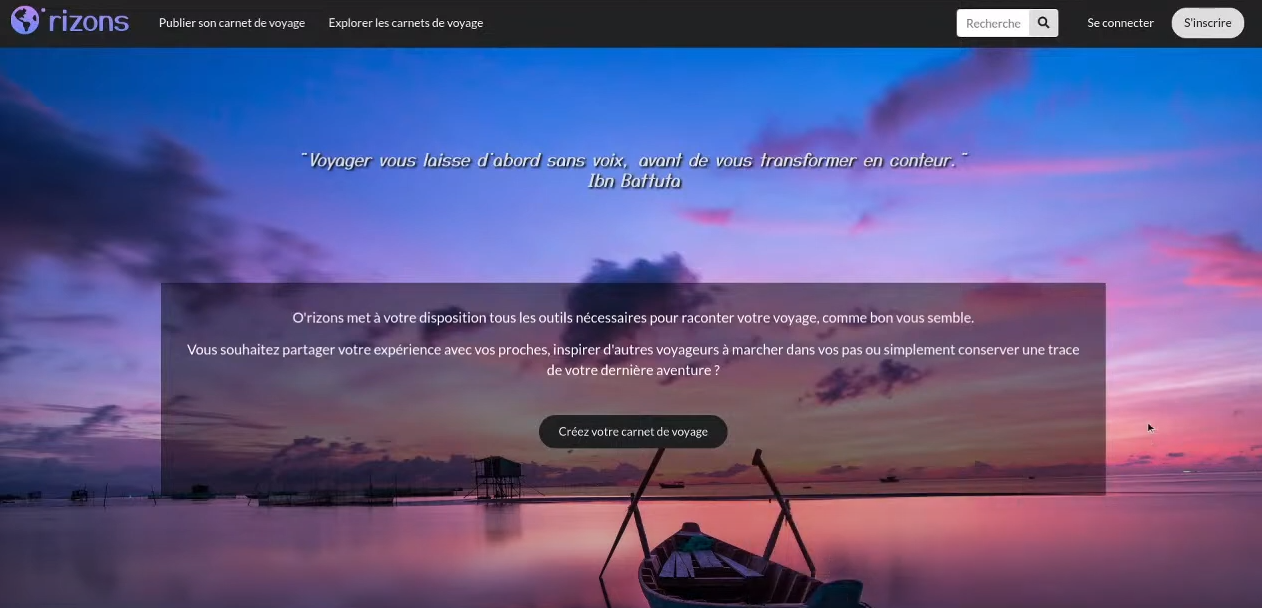 O'rizons
Publier son carnet de voyage
Explorer les carnets de voyage
Recherche
Se connecter
S'inscrire
"Voyager vous laisse d'abord sans voix, avant de vous transformer en conteur."
Ibn Battuta
O'rizons met à votre disposition tous les outils nécessaires pour raconter votre voyage, comme bon vous semble.
Vous souhaitez partager votre expérience avec vos proches, inspirer d'autres voyageurs à marcher dans vos pas ou simplement conserver une trace
de votre dernière aventure ?
Créez votre carnet de voyage